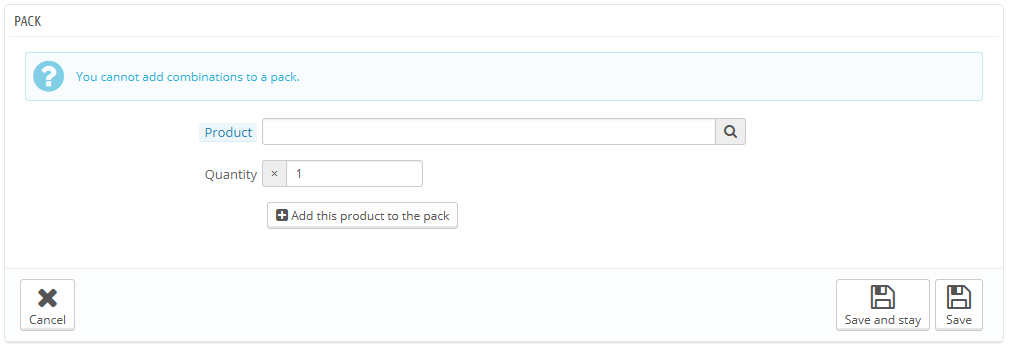 PACK
? You cannot add combinations to a pack.
Product
Quantity × 1
Add this product to the pack
Cancel Save and stay Save